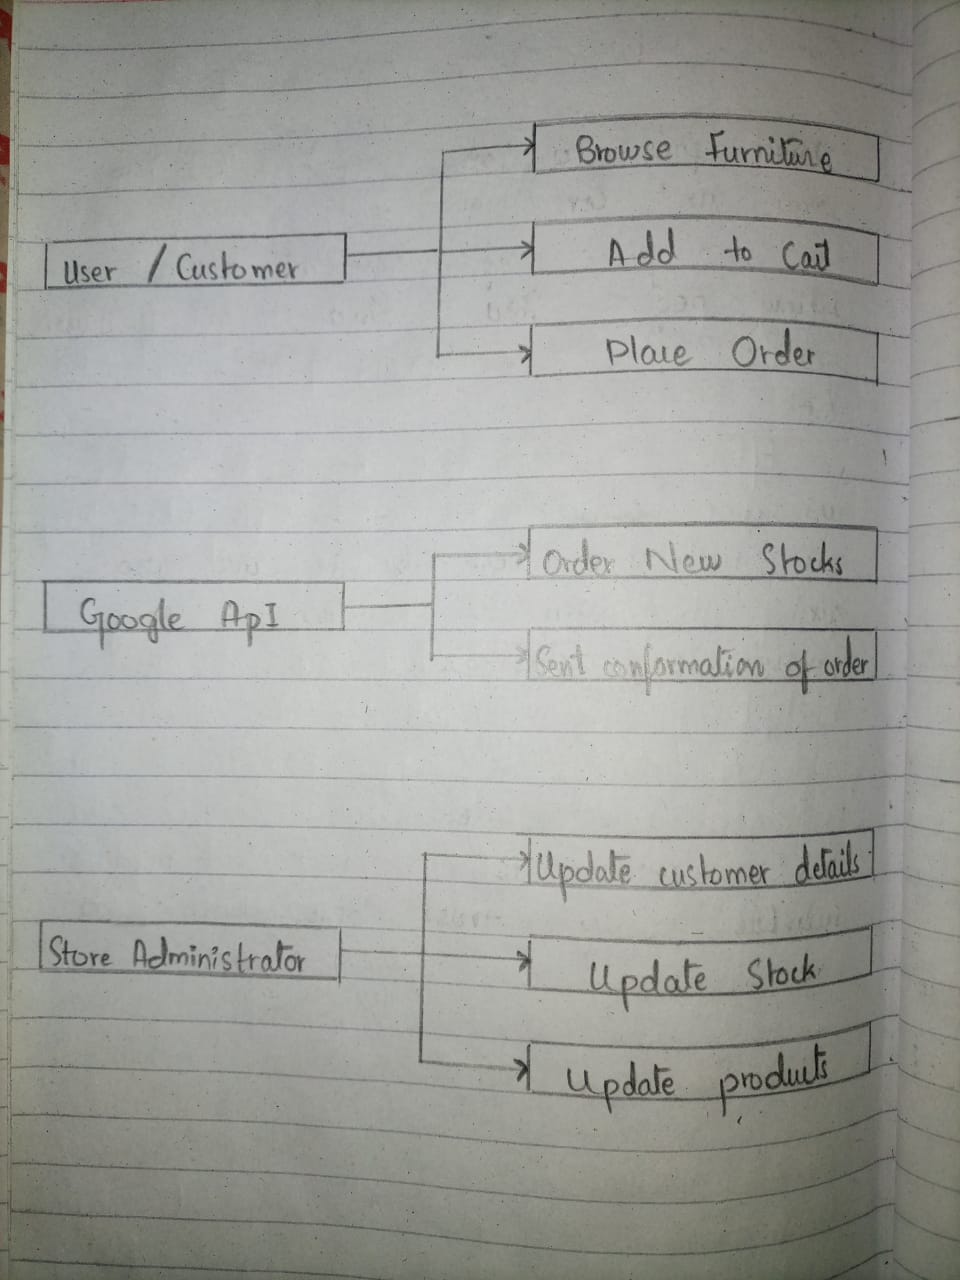 Browse Furniture
User / Customer
Add to Cart
Place Order
Order New Stocks
Google ApI
Sent conformation of order
Update customer details
Store Administrator
Update Stock
Update products